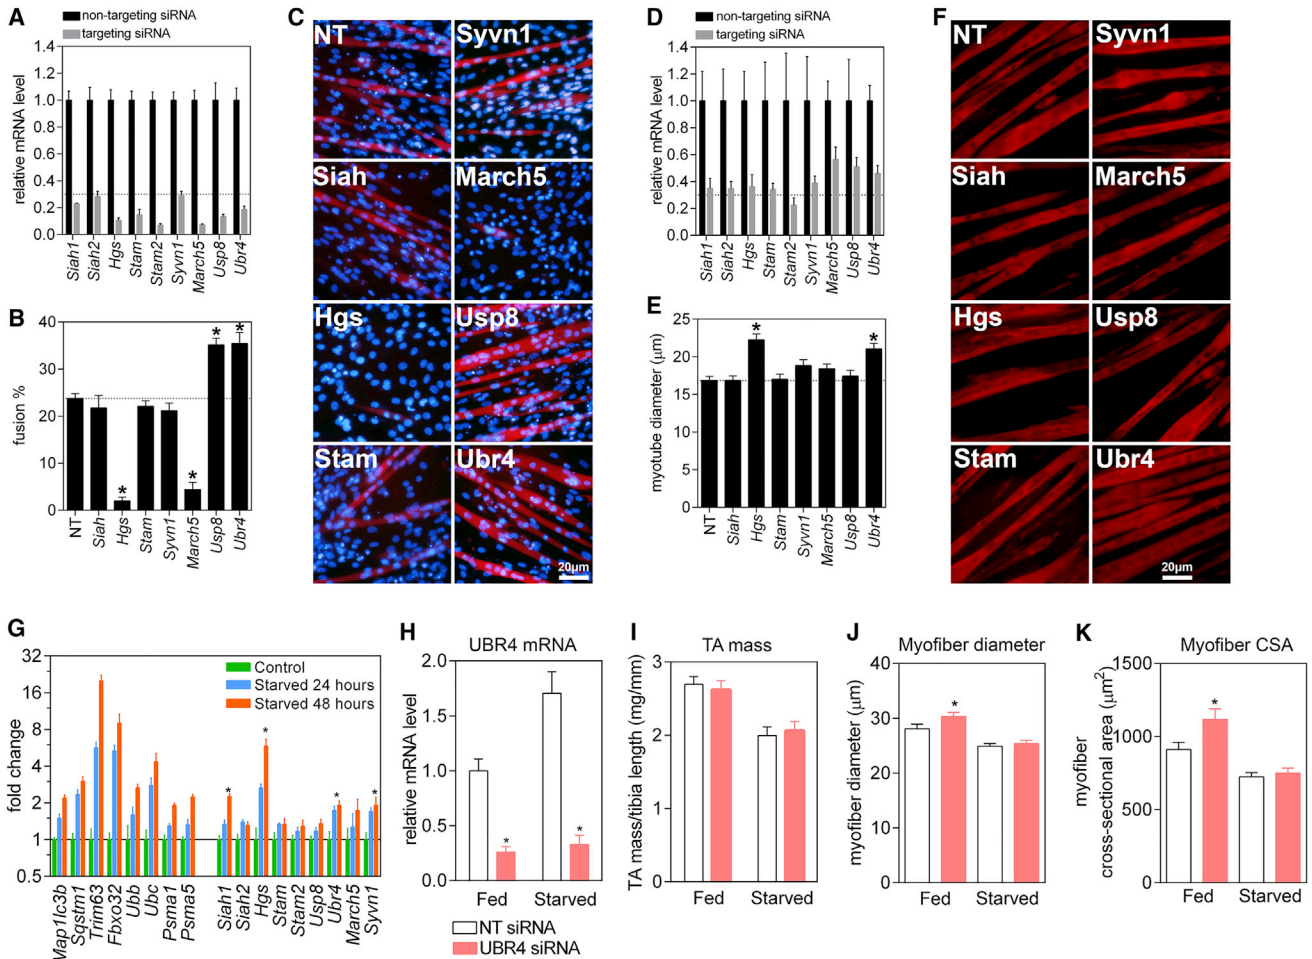 A
non-targeting siRNA
targeting siRNA
relative mRNA level
1.4
1.2
1.0
0.8
0.6
0.4
0.2
0.0
Siah1
Siah2
Hgs
Stam
Stam2
Syvn1
March5
Usp8
Ubr4
B
fusion %
40
30
20
10
0
*
*
*
*
NT
Siah
Hgs
Stam
Syvn1
March5
Usp8
Ubr4
C
NT
Syvn1
Siah
March5
Hgs
Usp8
Stam
Ubr4
20μm
D
non-targeting siRNA
targeting siRNA
relative mRNA level
1.4
1.2
1.0
0.8
0.6
0.4
0.2
0.0
Siah1
Siah2
Hgs
Stam
Stam2
Syvn1
March5
Usp8
Ubr4
E
myotube diameter (μm)
25
20
15
10
5
0
*
*
NT
Siah
Hgs
Stam
Syvn1
March5
Usp8
Ubr4
F
NT
Syvn1
Siah
March5
Hgs
Usp8
Stam
Ubr4
20μm
G
fold change
32
16
8
4
2
1
0.5
Control
Starved 24 hours
Starved 48 hours
*
*
*
*
Map1lc3b
Sqstm1
Trim63
Fbxo32
Ubb
Ubc
Psma1
Psma5
Siah1
Siah2
Hgs
Stam
Stam2
Usp8
Ubr4
March5
Syvn1
H
UBR4 mRNA
relative mRNA level
2.0
1.5
1.0
0.5
0.0
*
*
Fed
Starved
NT siRNA
UBR4 siRNA
I
TA mass
TA mass/tibia length (mg/mm)
3
2
1
0
Fed
Starved
J
Myofiber diameter
myofiber diameter (μm)
40
30
20
10
0
*
Fed
Starved
K
Myofiber CSA
myofiber
cross-sectional area (μm²)
1500
1000
500
0
*
Fed
Starved